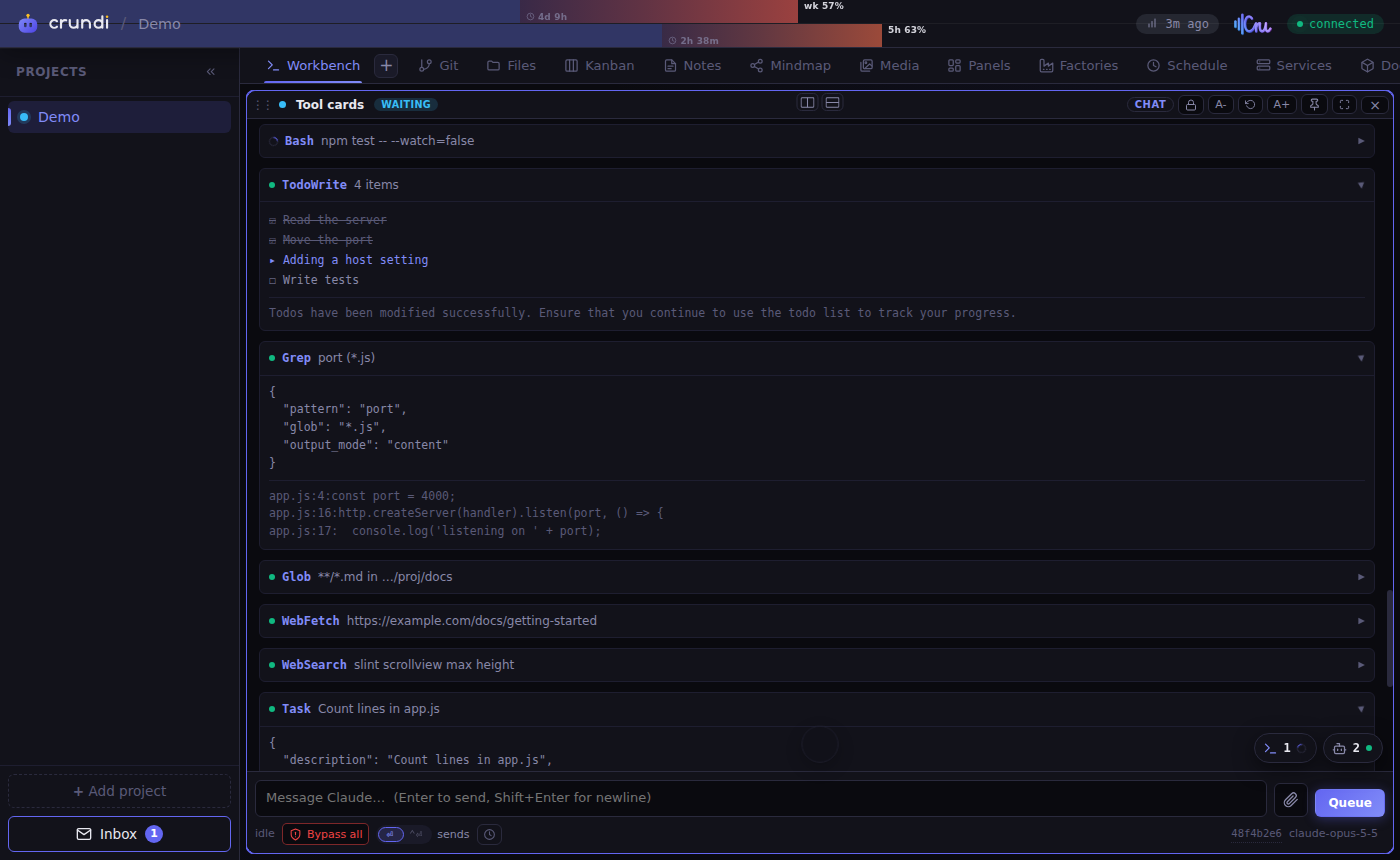 crundi / Demo
4d 9h
wk 57%
2h 38m
5h 63%
3m ago
Cru
connected
PROJECTS
«
Demo
+ Add project
Inbox 1
Workbench + Git Files Kanban Notes Mindmap Media Panels Factories Schedule Services Do
Tool cards WAITING CHAT A- A+ ×
Bash npm test -- --watch=false
TodoWrite 4 items
Read the server
Move the port
Adding a host setting
Write tests
Todos have been modified successfully. Ensure that you continue to use the todo list to track your progress.
Grep port (*.js)
{
"pattern": "port",
"glob": "*.js",
"output_mode": "content"
}
app.js:4:const port = 4000;
app.js:16:http.createServer(handler).listen(port, () => {
app.js:17:  console.log('listening on ' + port);
Glob **/*.md in …/proj/docs
WebFetch https://example.com/docs/getting-started
WebSearch slint scrollview max height
Task Count lines in app.js
{
"description": "Count lines in app.js",
1
2
Message Claude… (Enter to send, Shift+Enter for newline)
Queue
idle Bypass all ⏎ ^⏎ sends
48f4b2e6 claude-opus-5-5